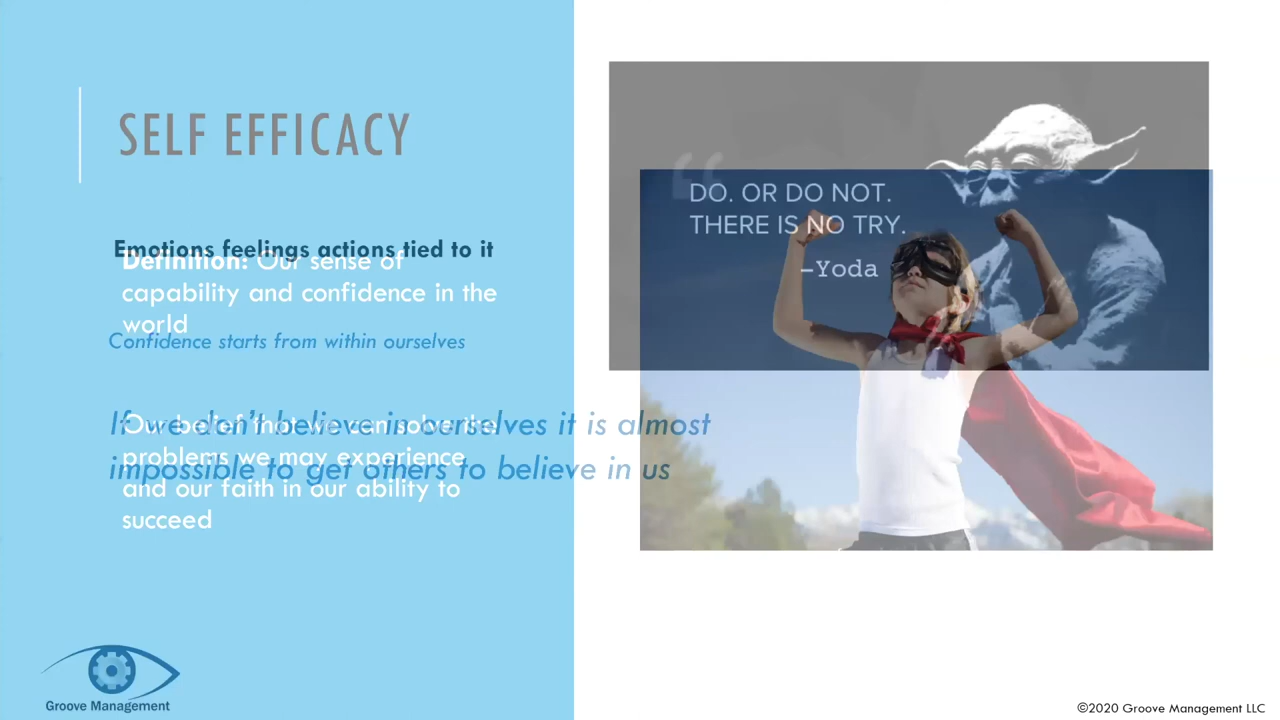 SELF EFFICACY
Emotions feelings actions tied to it
Definition: Our sense of
capability and confidence in the
world
Confidence starts from within ourselves
If we don't believe in ourselves it is almost
impossible to get others to believe in us
Our belief that we can solve the
problems we may experience
and our faith in our ability to
succeed
“
DO. OR DO NOT.
THERE IS NO TRY.
–Yoda
Groove Management
©2020 Groove Management LLC